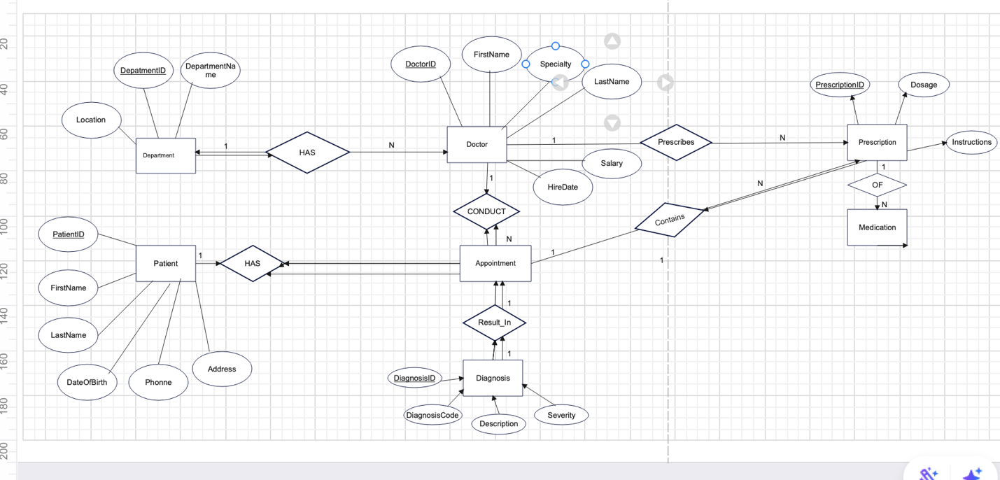 20
40
60
80
100
120
140
160
180
200
DepatmentID
DepartmentNa
me
Location
Department
1
HAS
N
DoctorID
FirstName
Specialty
LastName
Doctor
Salary
HireDate
1
Prescribes
N
PrescriptionID
Dosage
Prescription
Instructions
1
OF
N
Medication
1
CONDUCT
N
N
Contains
1
1
PatientID
Patient
1
HAS
Appointment
FirstName
LastName
DateOfBirth
Phonne
Address
1
Result_In
1
DiagnosisID
Diagnosis
DiagnosisCode
Description
Severity